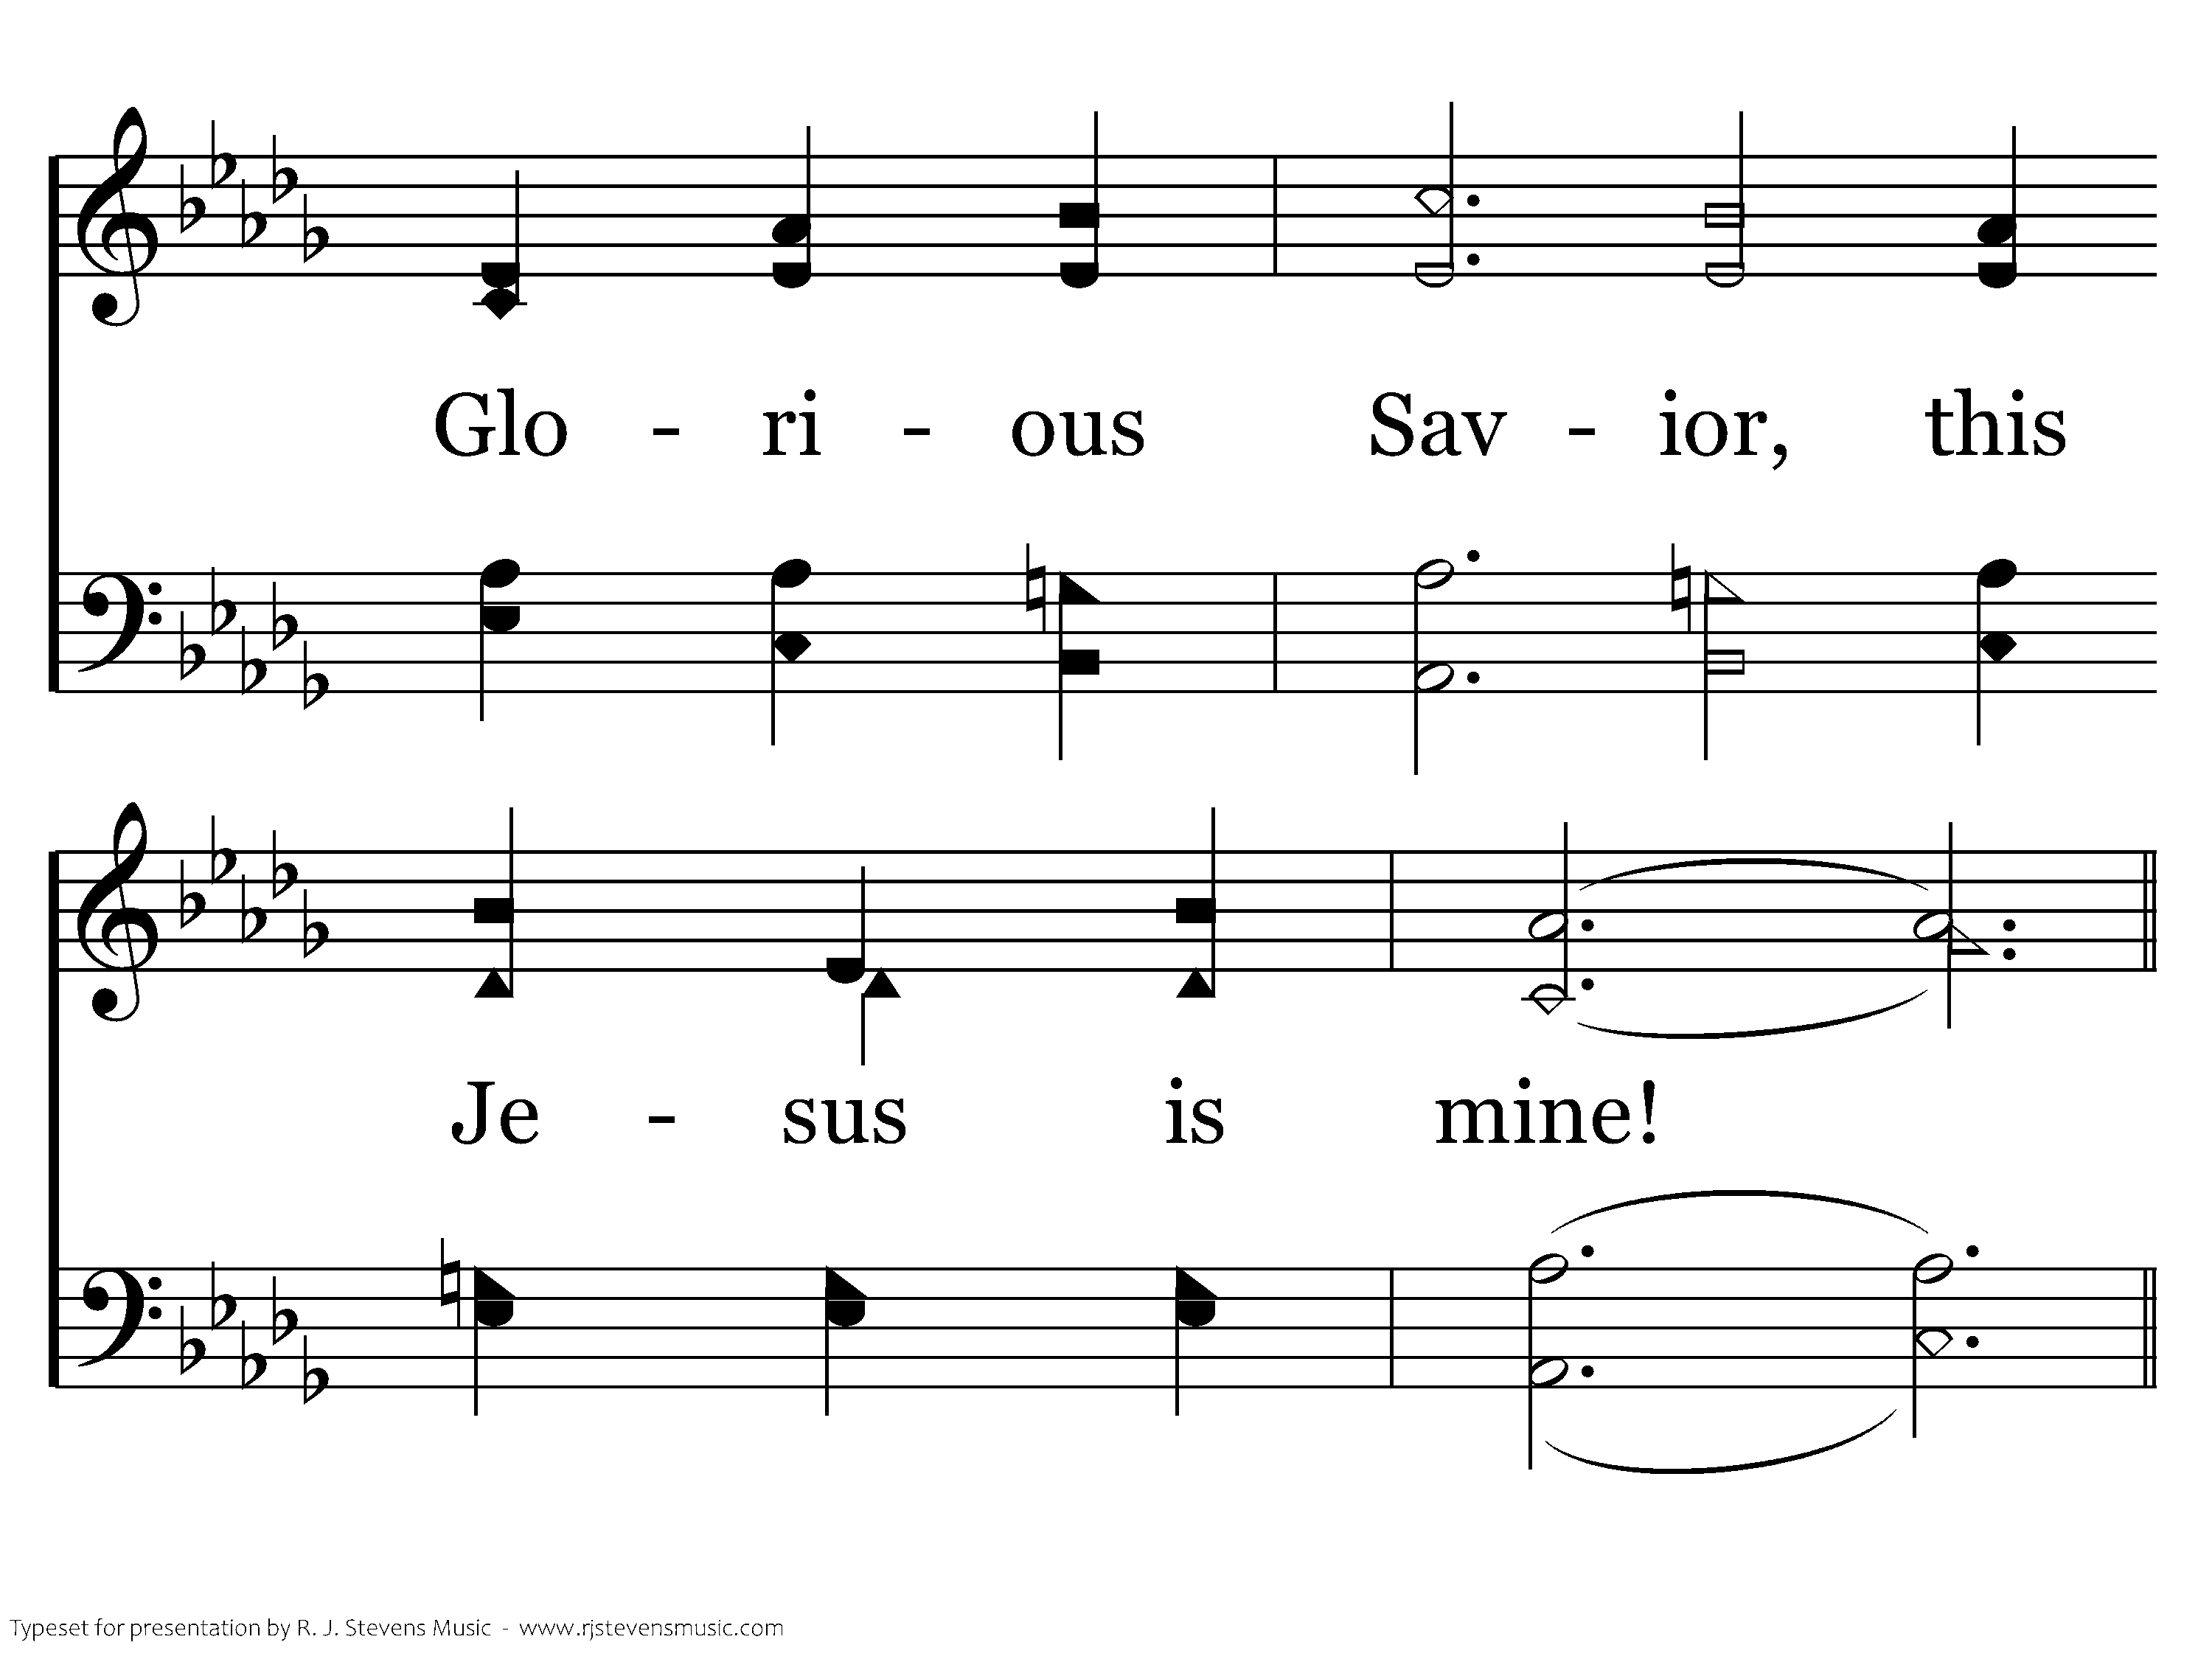 Glo - ri - ous Sav - ior, this
Je - sus is mine!
Typeset for presentation by R. J. Stevens Music - www.rjstevensmusic.com